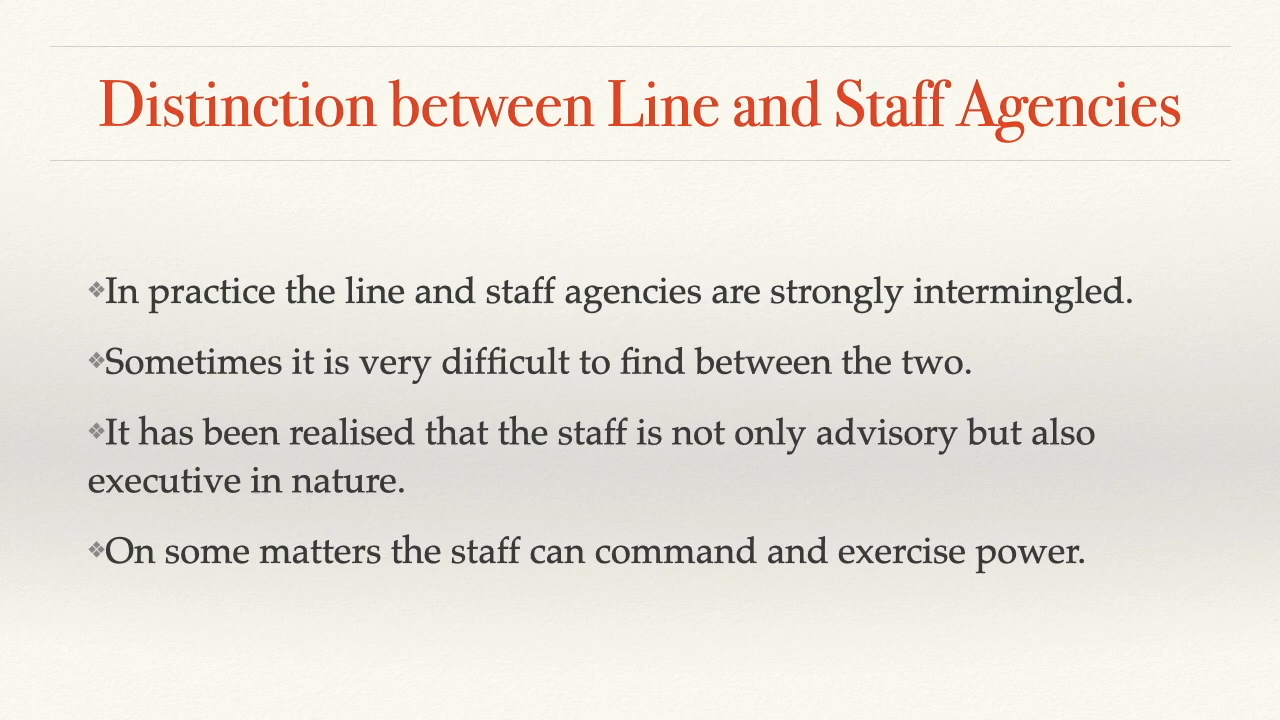 Distinction between Line and Staff Agencies
❖In practice the line and staff agencies are strongly intermingled.
❖Sometimes it is very difficult to find between the two.
❖It has been realised that the staff is not only advisory but also
executive in nature.
❖On some matters the staff can command and exercise power.